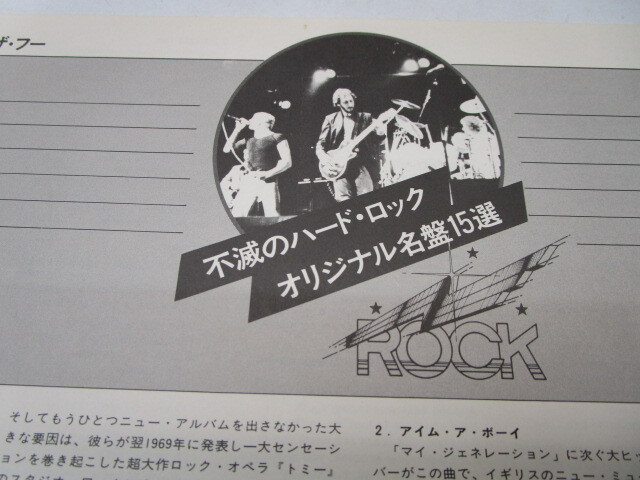 ザ・フー
不滅のハード・ロック
オリジナル名盤15選
ROCK
そしてもうひとつニュー・アルバムを出さなかった大
きな要因は、彼らが翌1969年に発表し一大センセーシ
ョンを巻き起こした超大作ロック・オペラ『トミー』
のスタジオ
2．アイム・ア・ボーイ
「マイ・ジェネレーション」に次ぐ大ヒッ
バーがこの曲で、イギリスのニュー・ミュ